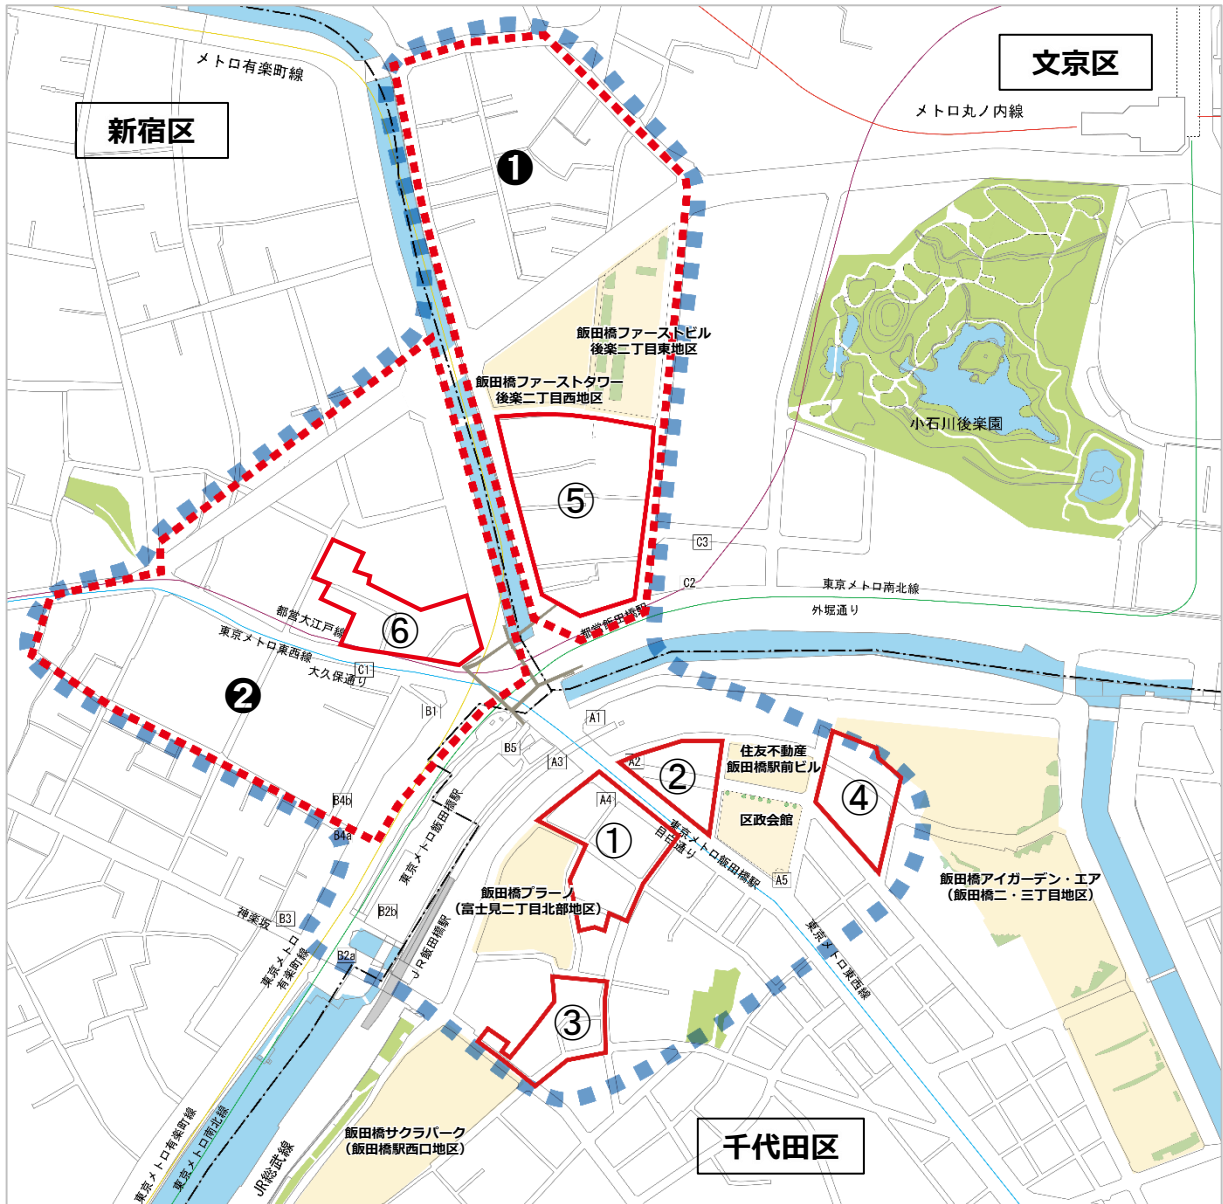 メトロ有楽町線
文京区
新宿区
メトロ丸ノ内線
❶
飯田橋ファーストビル
後楽二丁目東地区
飯田橋ファーストタワー
後楽二丁目西地区
小石川後楽園
⑤
C3
C2
東京メトロ南北線
外堀通り
都営飯田橋駅
都営大江戸線
⑥
東京メトロ東西線
大久保通り
C1
❷
B1
A1
B5
A3
A2
②
住友不動産
飯田橋駅前ビル
④
A4
区政会館
B4b
B4a
東京メトロ飯田橋駅
①
目白通り
東京メトロ飯田橋駅
A5
飯田橋プラーノ
（富士見二丁目北部地区）
飯田橋アイガーデン・エア
（飯田橋二・三丁目地区）
神楽坂
B3
B2b
JR飯田橋駅
東京メトロ
有楽町線
B2a
東京メトロ東西線
③
飯田橋サクラパーク
（飯田橋駅西口地区）
千代田区
東京メトロ有楽町線
東京メトロ南北線
JR総武線